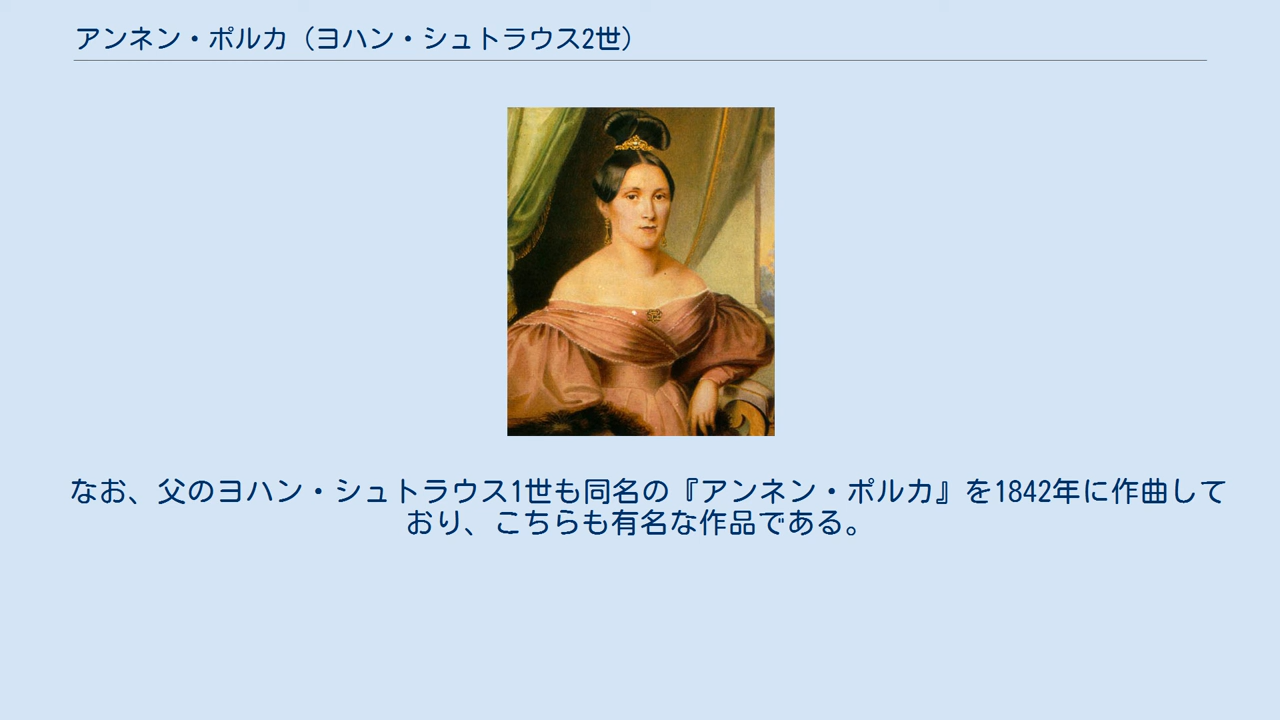 アンネン・ポルカ（ヨハン・シュトラウス2世）
なお、父のヨハン・シュトラウス1世も同名の『アンネン・ポルカ』を1842年に作曲して
おり、こちらも有名な作品である。